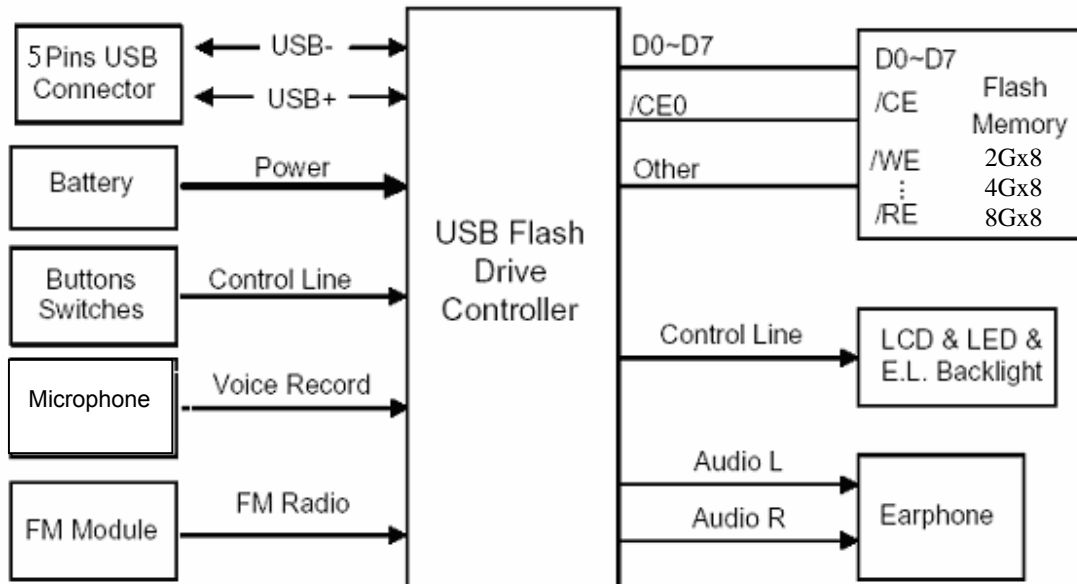 5 Pins USB
Connector
USB-
USB+
Battery
Power
Buttons
Switches
Control Line
Microphone
Voice Record
FM Module
FM Radio
USB Flash
Drive
Controller
D0~D7
/CE0
Other
D0~D7
/CE
/WE
/RE
Flash
Memory
2Gx8
4Gx8
8Gx8
Control Line
LCD & LED &
E.L. Backlight
Audio L
Audio R
Earphone